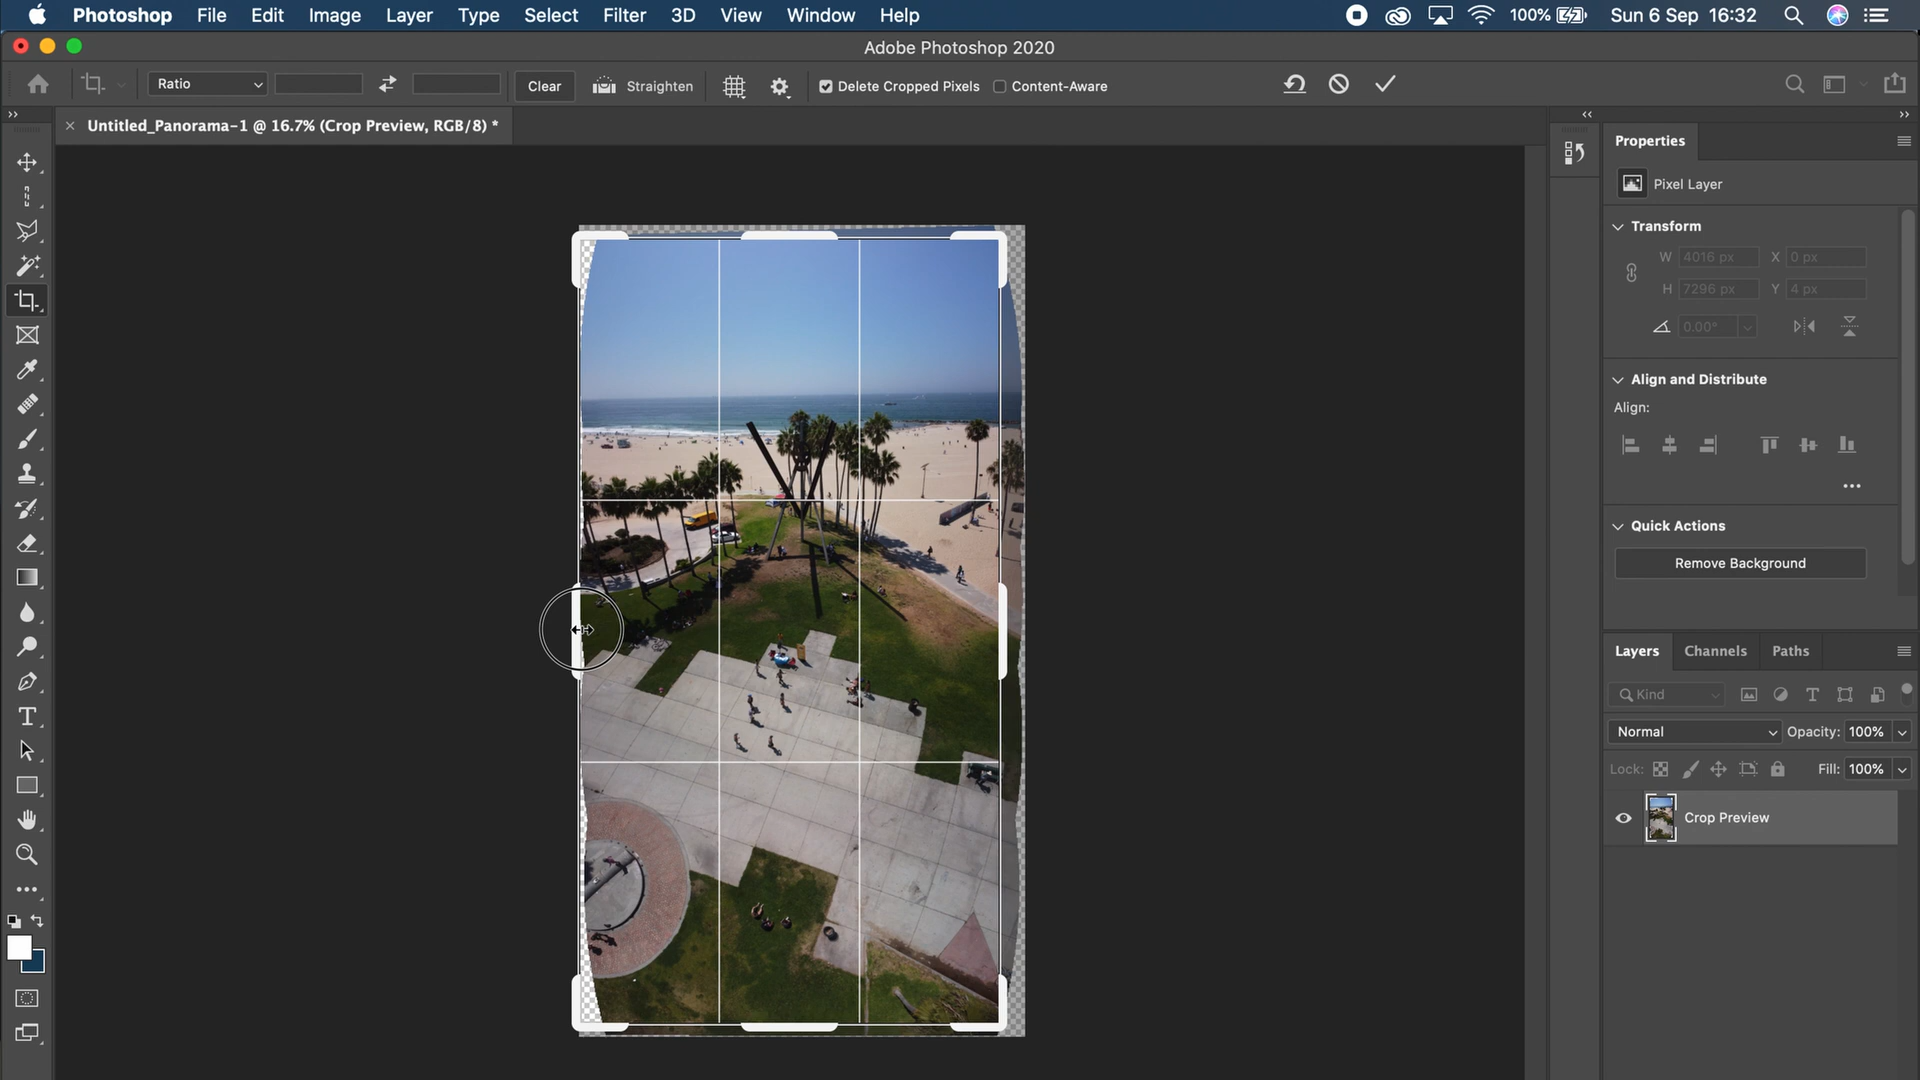 Photoshop File Edit Image Layer Type Select Filter 3D View Window Help 100% Sun 6 Sep 16:32
Adobe Photoshop 2020
Ratio Clear Straighten Delete Cropped Pixels Content-Aware
Untitled_Panorama-1 @ 16.7% (Crop Preview, RGB/8) *
Properties
Pixel Layer
Transform
W 4016 px X 0 px
H 7296 px Y 4 px
0.00°
Align and Distribute
Align:
Quick Actions
Remove Background
Layers Channels Paths
Kind
Normal Opacity: 100%
Lock: Fill: 100%
Crop Preview